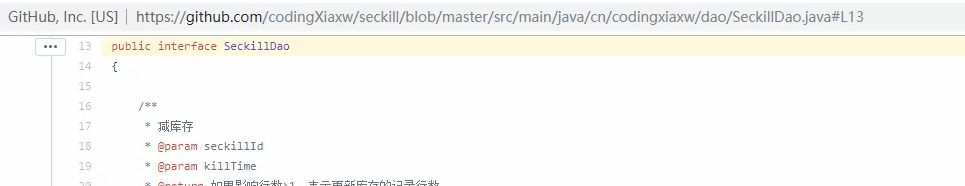 GitHub, Inc. [US] | https://github.com/codingXiaxw/seckill/blob/master/src/main/java/cn/codingxiaxw/dao/SeckillDao.java#L13
... 13 public interface SeckillDao
14 {
15
16 /**
17 * 减库存
18 * @param seckillId
19 * @param killTime
20 * @return 如果影响行数>1，表示更新库存的记录行数